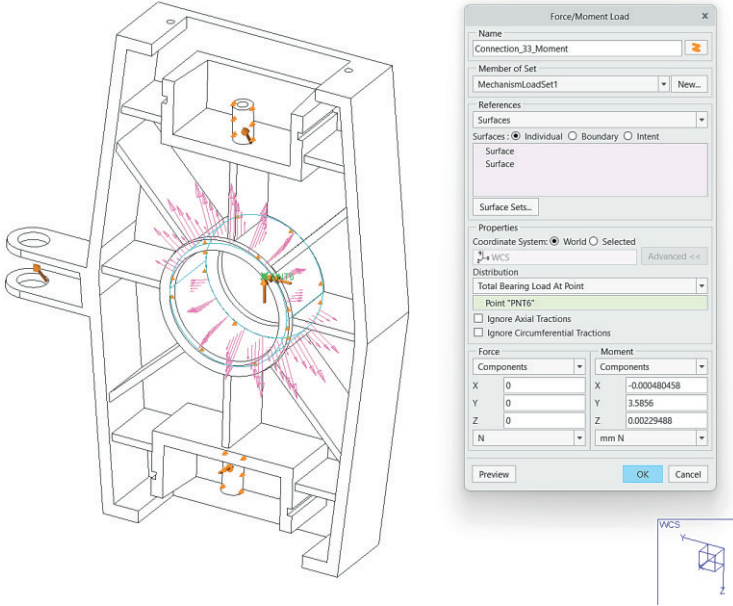 Force/Moment Load x
Name
Connection_33_Moment
Member of Set
MechanismLoadSet1 New...
References
Surfaces
Surfaces: Individual Boundary Intent
Surface
Surface
Surface Sets...
Properties
Coordinate System: World Selected
WCS Advanced <<
Distribution
Total Bearing Load At Point
Point "PNT6"
Ignore Axial Tractions
Ignore Circumferential Tractions
Force Moment
Components Components
X 0 X -0.000480458
Y 0 Y 3.5856
Z 0 Z 0.00229488
N mm N
Preview OK Cancel
WCS
Y
X
Z